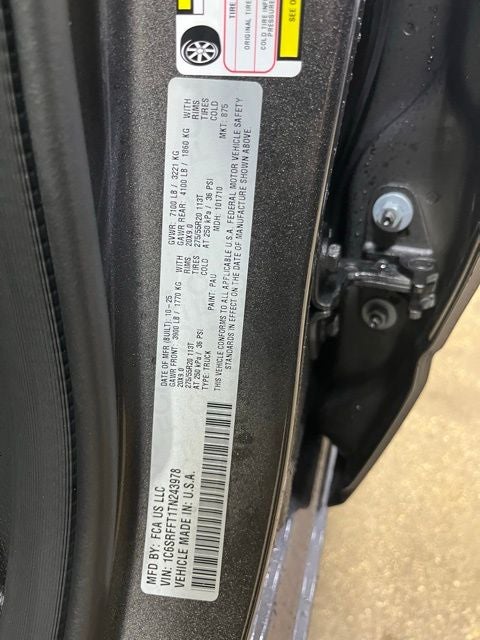 TIRE
ORIGINAL TIRE
COLD TIRE INF
PRESSURE
SEE O
MFD BY: FCA US LLC
VIN: 1C6SRFFT1TN243978
VEHICLE MADE IN: U.S.A.
DATE OF MFR (BUILT): 10-25
GAWR FRONT: 3900 LB / 1770 KG WITH
20X9.0 RIMS
275/55R20 113T TIRES
AT 250 kPa / 36 PSI COLD
TYPE: TRUCK PAINT: PAU
GVWR: 7100 LB / 3221 KG
GAWR REAR: 4100 LB / 1860 KG WITH
20X9.0 RIMS
275/55R20 113T TIRES
AT 250 kPa / 36 PSI COLD
MDH: 101710 MKT: 875
THIS VEHICLE CONFORMS TO ALL APPLICABLE U.S.A. FEDERAL MOTOR VEHICLE SAFETY
STANDARDS IN EFFECT ON THE DATE OF MANUFACTURE SHOWN ABOVE